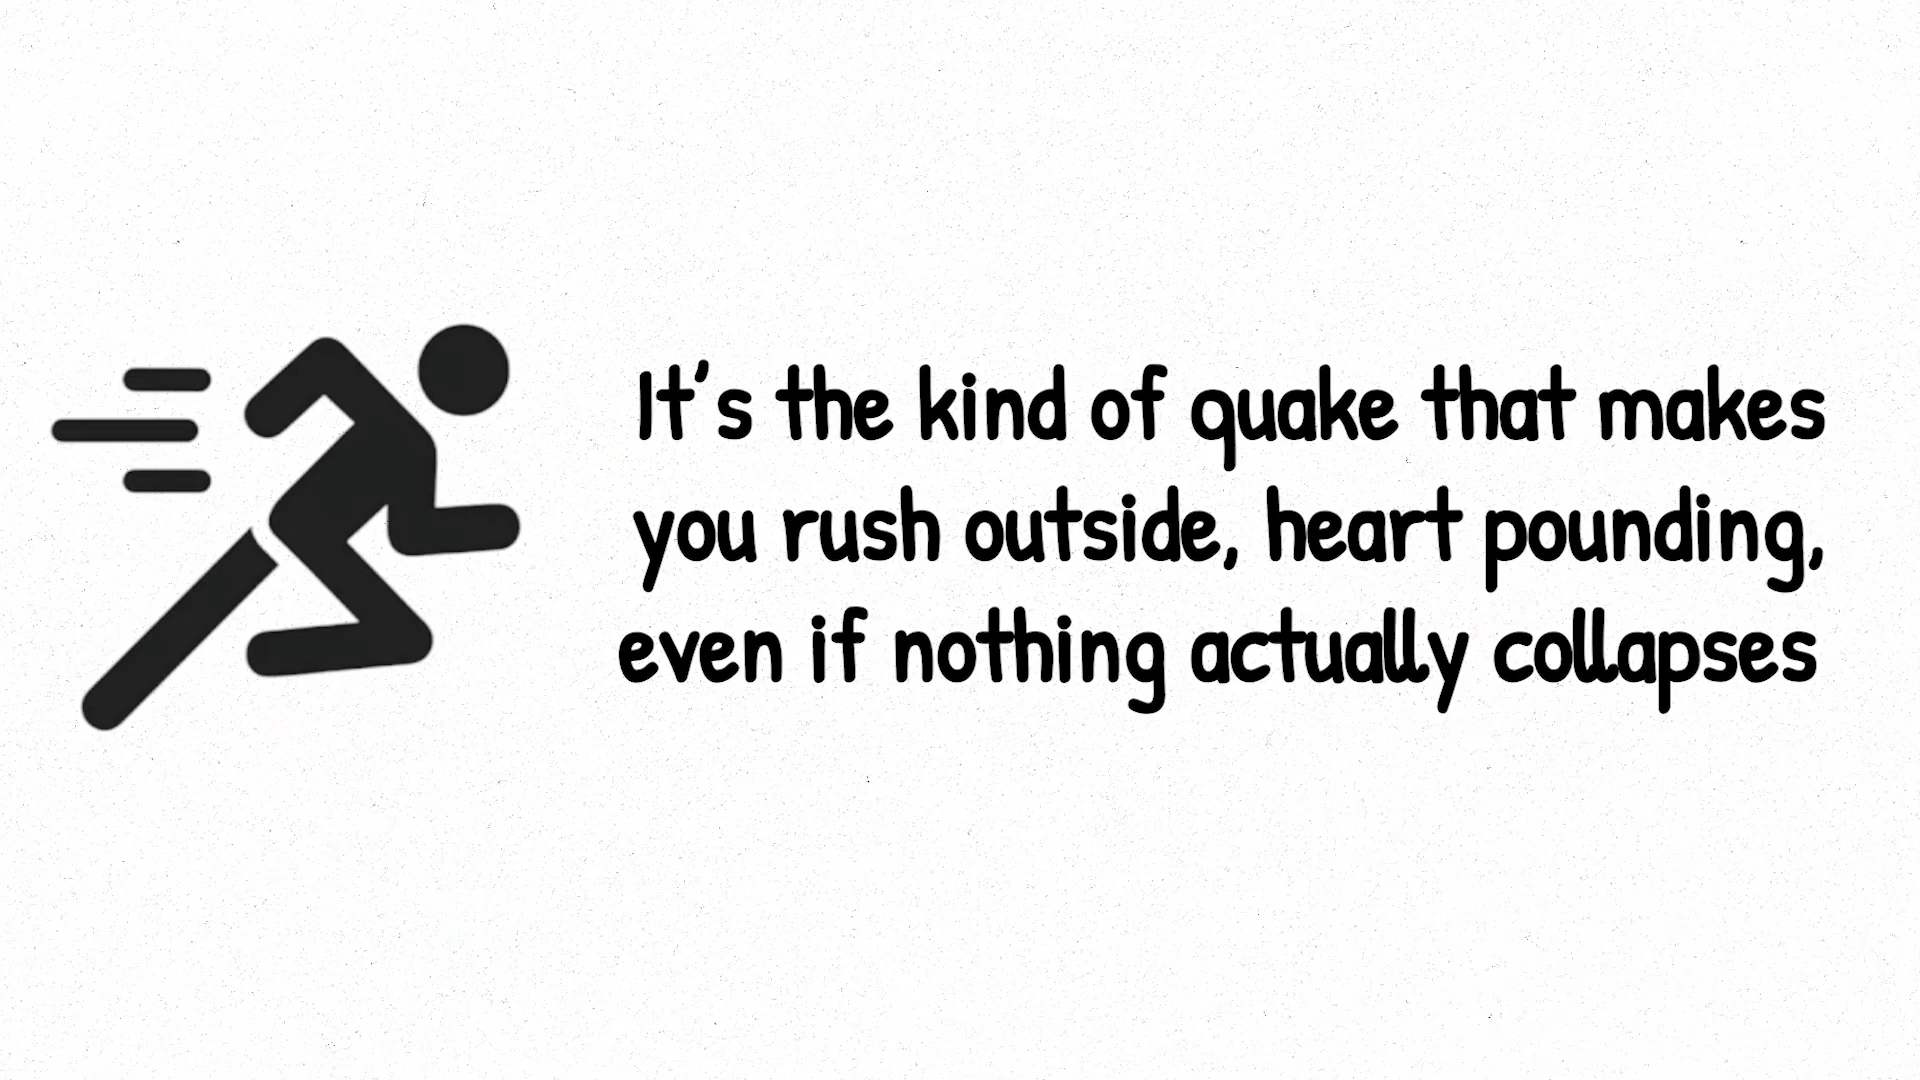 It’s the kind of quake that makes
you rush outside, heart pounding,
even if nothing actually collapses